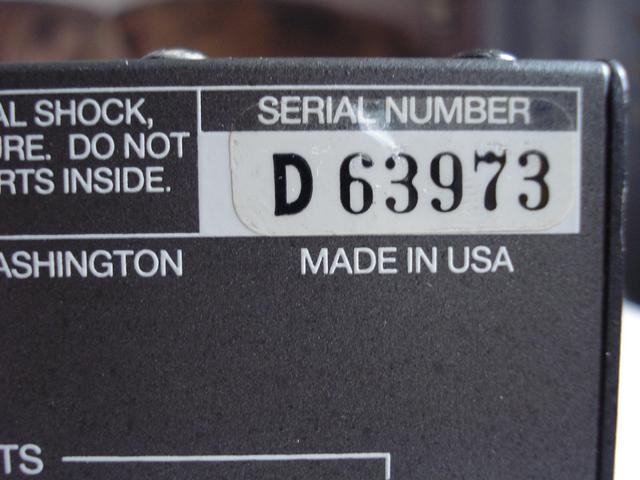 AL SHOCK,
URE. DO NOT
RTS INSIDE.
SERIAL NUMBER
D 63973
ASHINGTON
MADE IN USA
TS